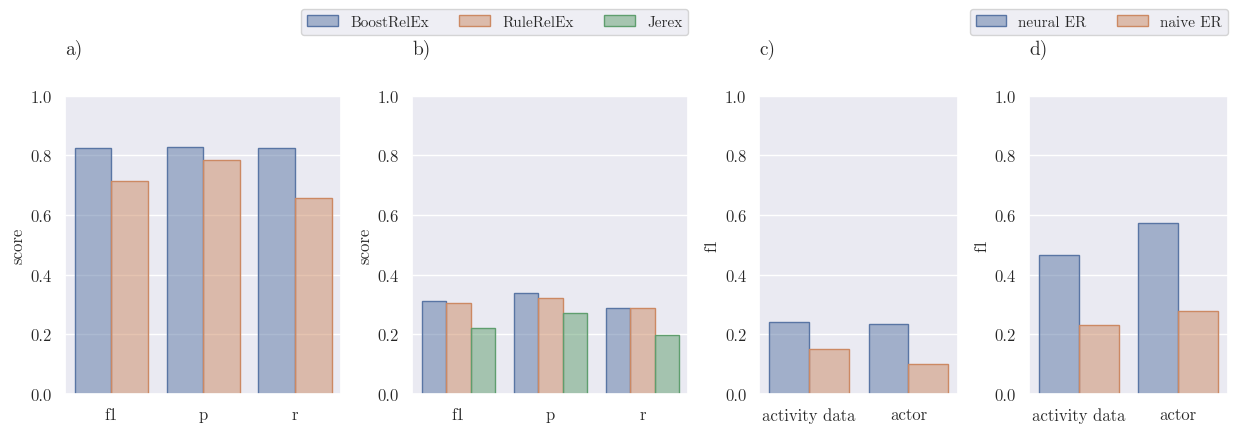 BoostRelEx RuleRelEx Jerex
neural ER naive ER
a) b) c) d)
1.0 1.0 1.0 1.0
0.8 0.8 0.8 0.8
0.6 0.6 0.6 0.6
score score f1 f1
0.4 0.4 0.4 0.4
0.2 0.2 0.2 0.2
0.0 0.0 0.0 0.0
f1 p r f1 p r activity data actor activity data actor